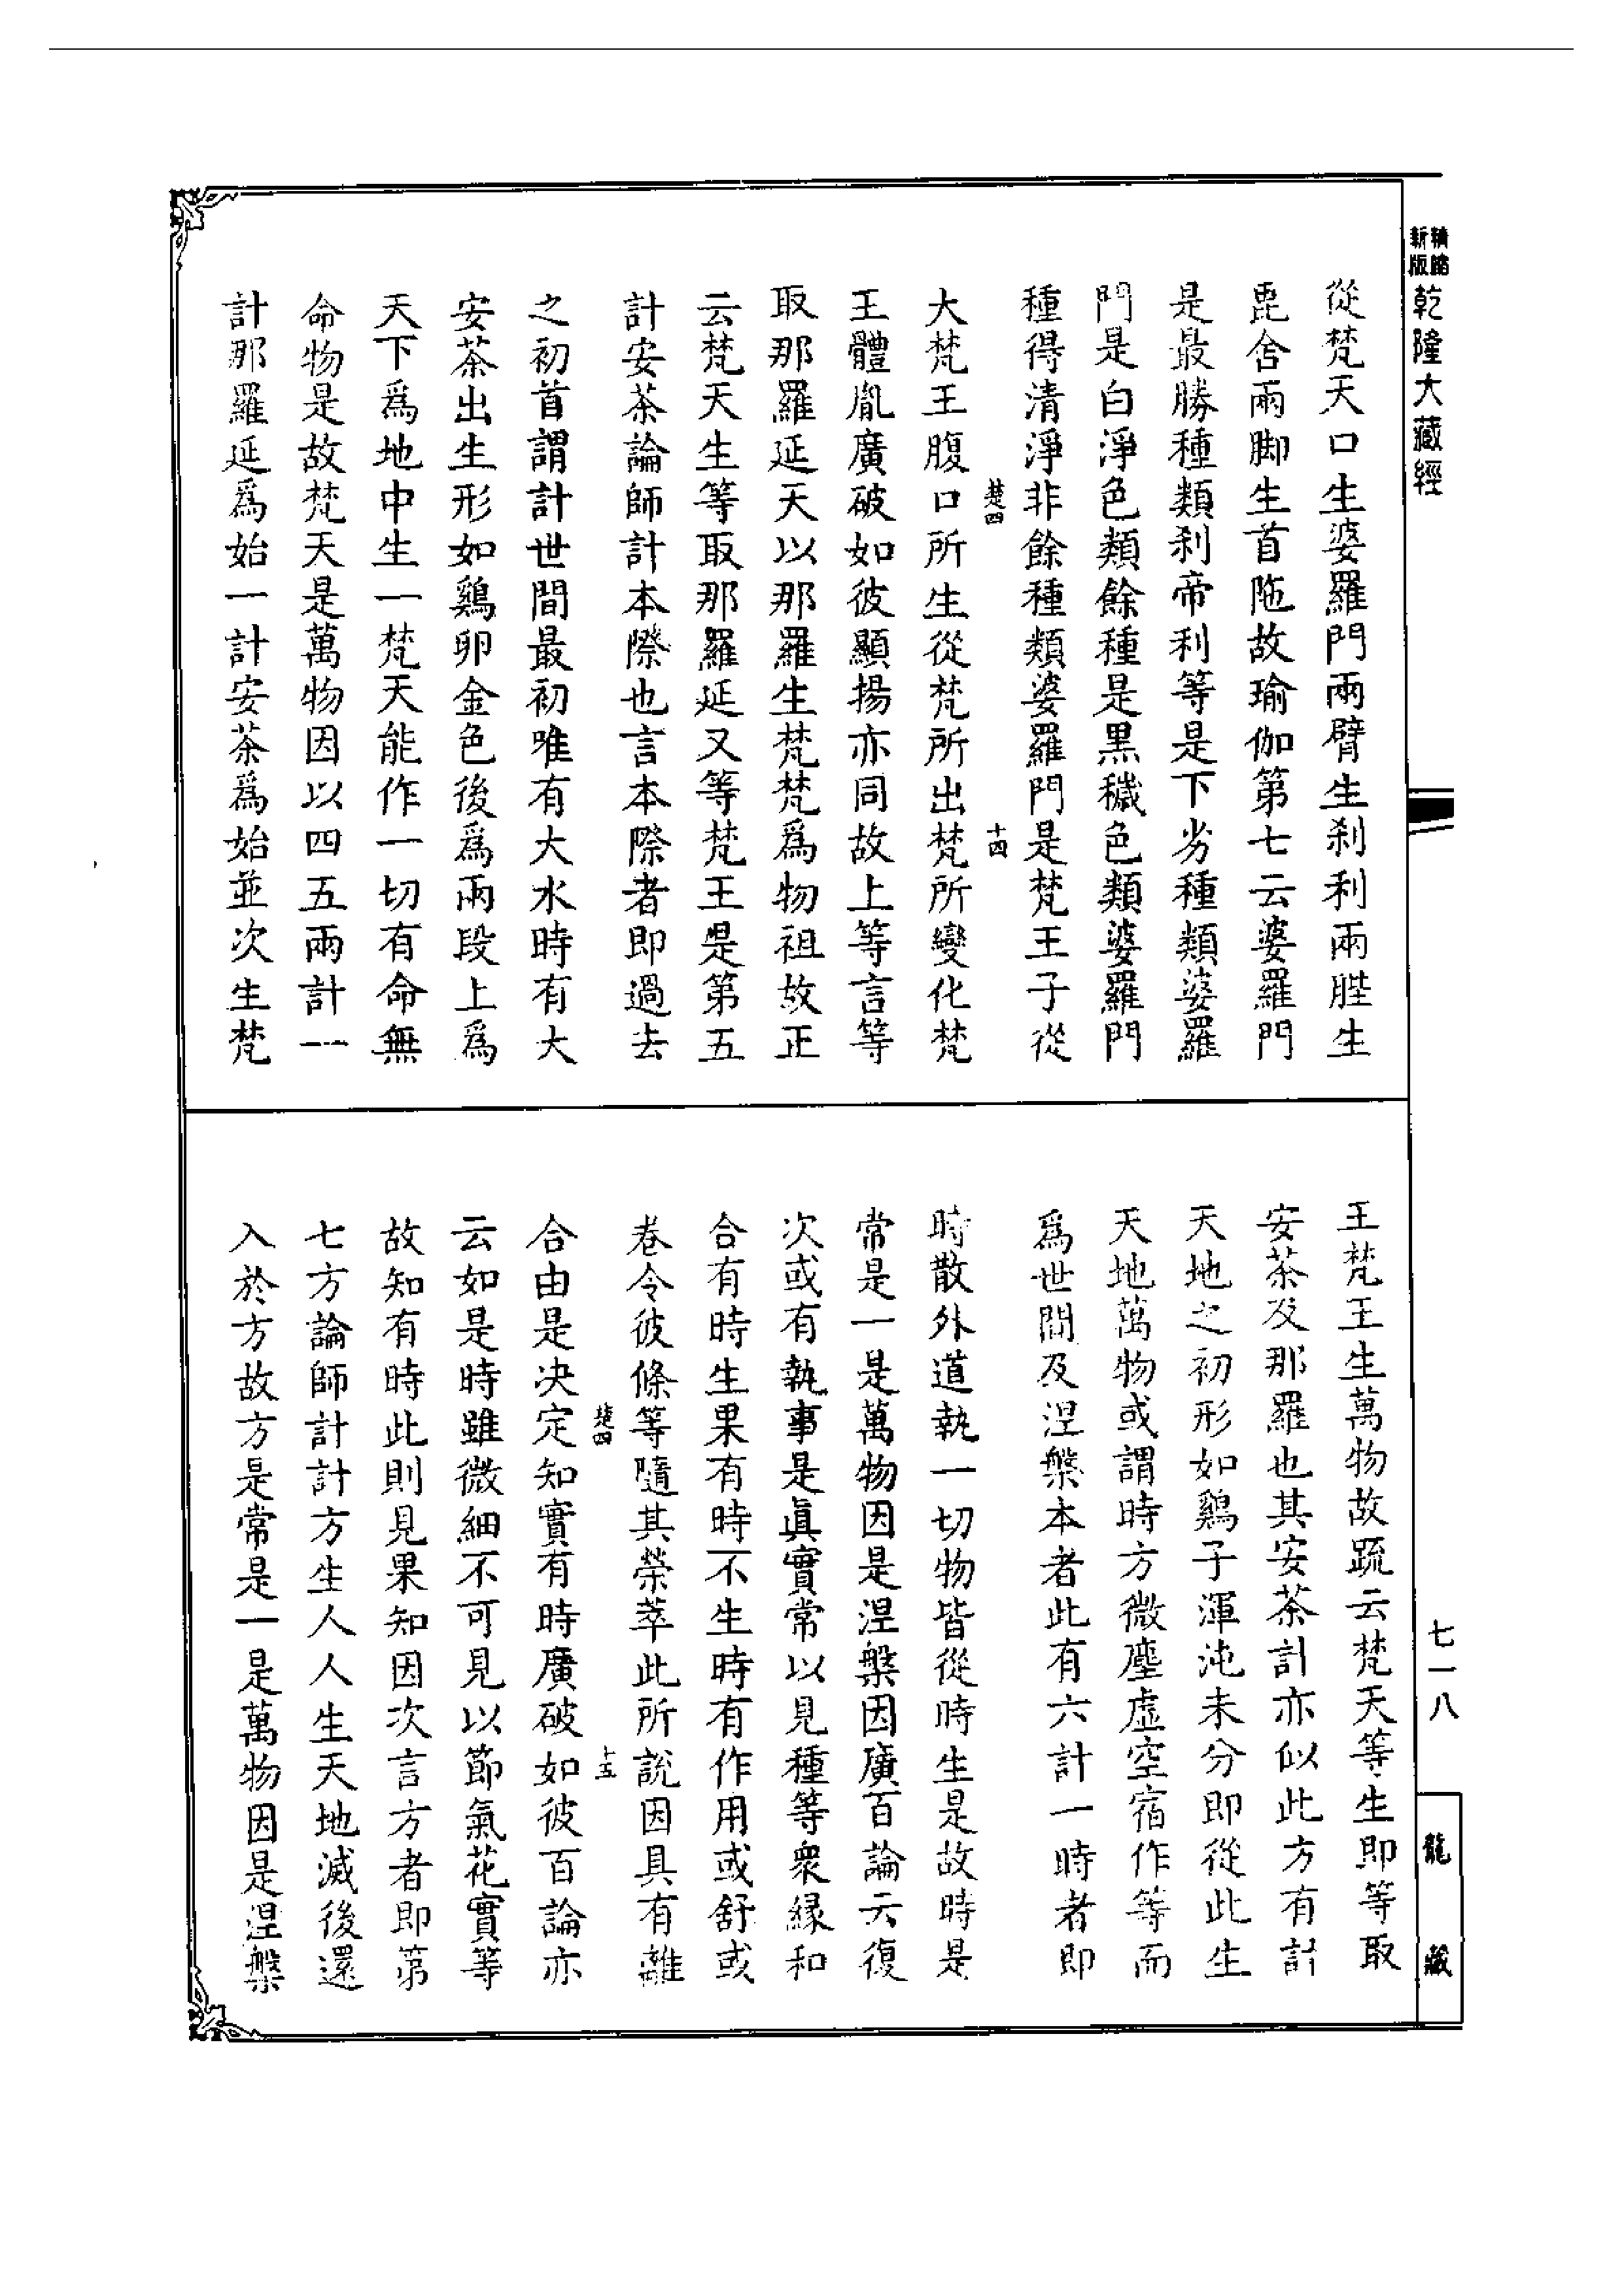 新版
精縮
乾隆大藏經
從梵天口生婆羅門兩臂生刹利兩䏶生
毘舍兩脚生首陁故瑜伽第七云婆羅門
是最勝種類刹帝利等是下劣種類婆羅
門是白淨色類餘種是黑穢色類婆羅門
種得清淨非餘種類婆羅門是梵王子從
楚四
十四
大梵王腹口所生從梵所出梵所變化梵
王體胤廣破如彼顯揚亦同故上等言等
取那羅延天以那羅生梵梵爲物祖故正
云梵天生等取那羅延又等梵王是第五
計安茶論師計本際也言本際者即過去
之初首謂計世間最初唯有大水時有大
安茶出生形如鷄卵金色後爲兩段上爲
天下爲地中生一梵天能作一切有命無
命物是故梵天是萬物因以四五兩計一
計那羅延爲始一計安茶爲始並次生梵
王梵王生萬物故䟽云梵天等生即等取
安茶及那羅也其安茶計亦似此方有計
天地之初形如鷄子渾沌未分即從此生
天地萬物或謂時方微塵虛空宿作等而
爲世間及涅槃本者此有六計一時者即
時散外道執一切物皆從時生是故時是
常是一是萬物因是涅槃因廣百論云復
次或有執事是眞實常以見種等衆緣和
合有時生果有時不生時有作用或舒或
卷令彼條等隨其榮萃此所說因具有離
楚四
十五
合由是決定知實有時廣破如彼百論亦
云如是時雖微細不可見以節氣花實等
故知有時此則見果知因次言方者即第
七方論師計計方生人人生天地滅後還
入於方故方是常是一是萬物因是涅槃
七一八
龍藏